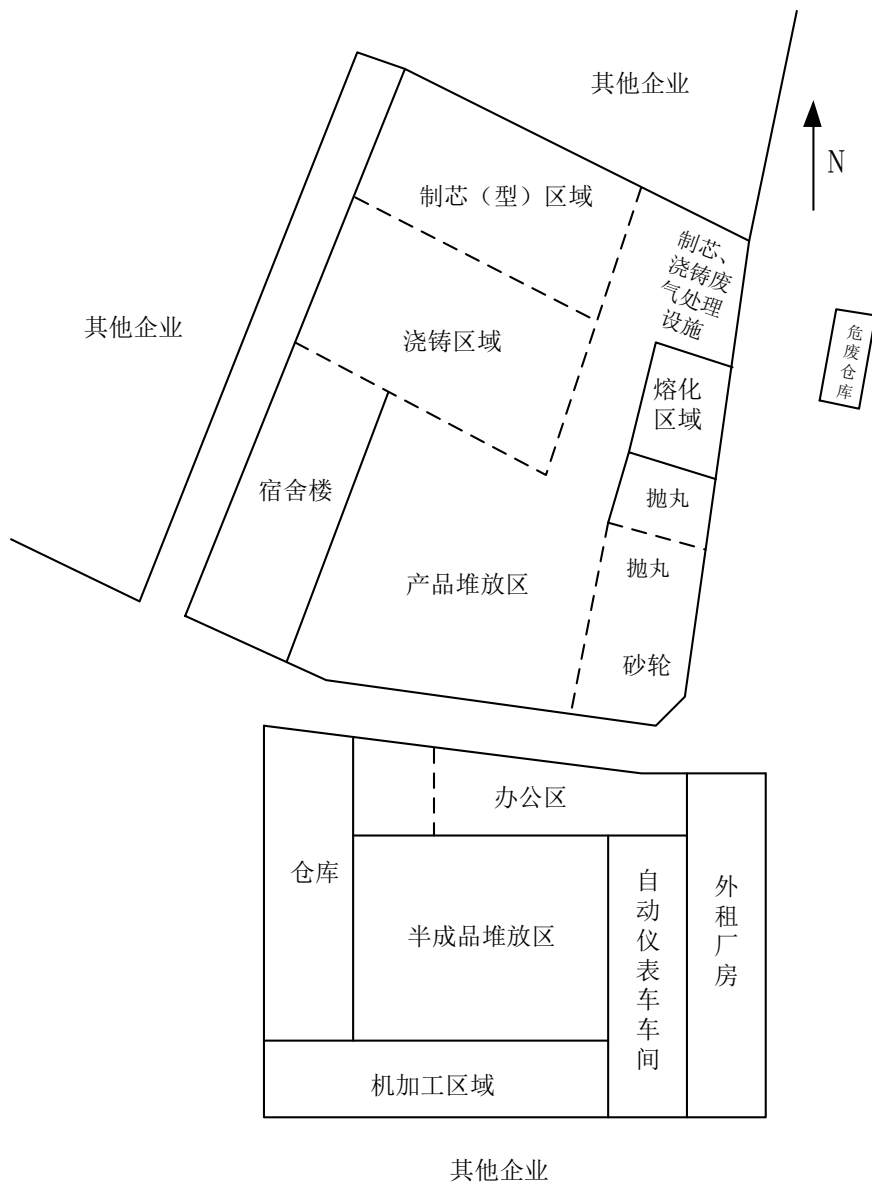 其他企业
N
制芯（型）区域
制芯、
浇铸废
气处理
设施
其他企业
浇铸区域
危废仓库
熔化
区域
宿舍楼
抛丸
产品堆放区
抛丸
砂轮
办公区
仓库
自动仪表车车间
外租厂房
半成品堆放区
机加工区域
其他企业